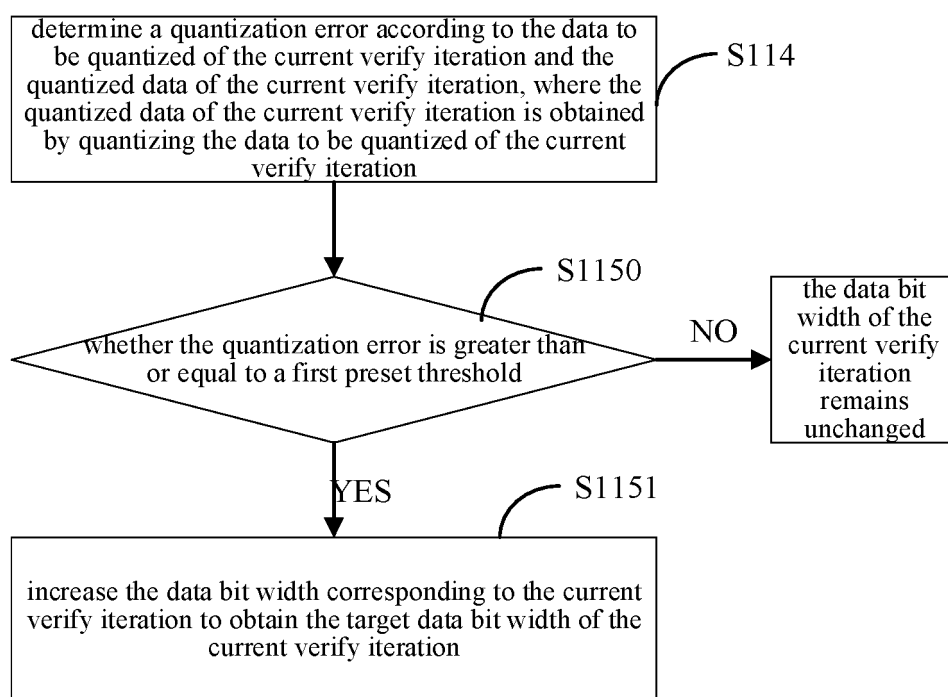 determine a quantization error according to the data to
be quantized of the current verify iteration and the
quantized data of the current verify iteration, where the
quantized data of the current verify iteration is obtained
by quantizing the data to be quantized of the current
verify iteration
S114
S1150
whether the quantization error is greater than
or equal to a first preset threshold
NO
the data bit
width of the
current verify
iteration
remains
unchanged
YES
S1151
increase the data bit width corresponding to the current
verify iteration to obtain the target data bit width of the
current verify iteration